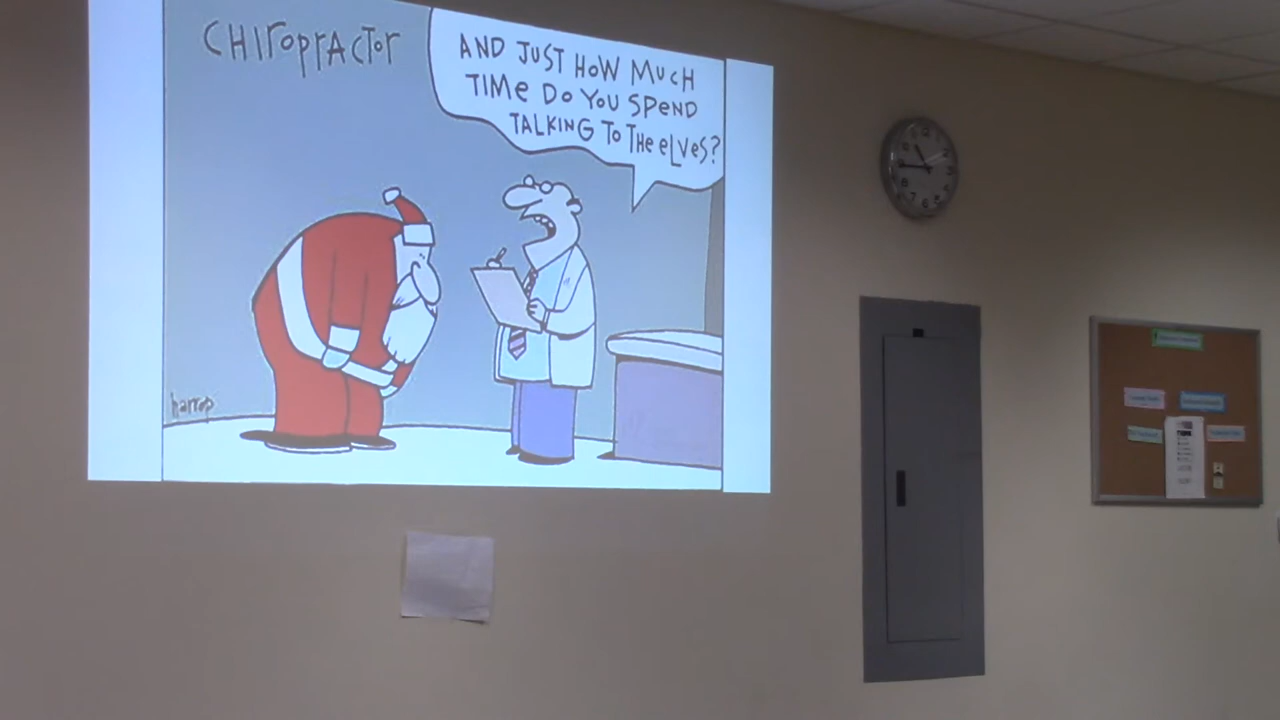 CHIroprACTor
AND JUST HOW MUCH
TIME DO YOU SPEND
TALKING TO THE ELVES?
harrop